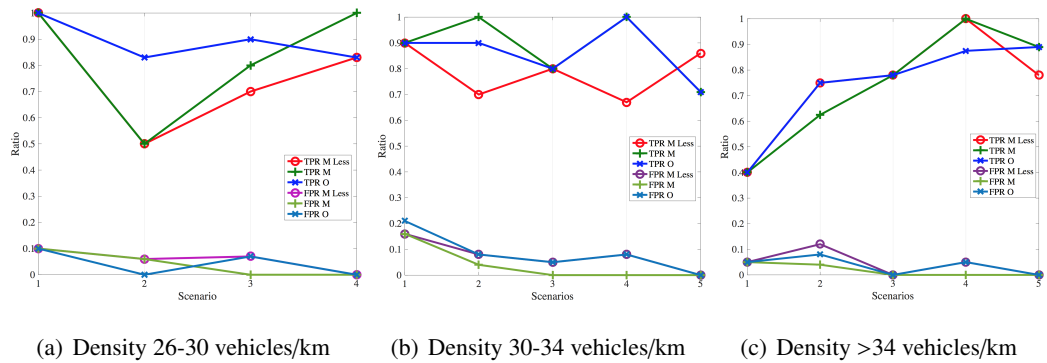 1
0.9
0.8
0.7
0.6
0.5
0.4
0.3
0.2
0.1
0
Ratio
1 2 3 4
Scenario
TPR M Less
TPR M
TPR O
FPR M Less
FPR M
FPR O
(a) Density 26-30 vehicles/km
1
0.9
0.8
0.7
0.6
0.5
0.4
0.3
0.2
0.1
0
Ratio
1 2 3 4 5
Scenarios
TPR M Less
TPR M
TPR O
FPR M Less
FPR M
FPR O
(b) Density 30-34 vehicles/km
1
0.9
0.8
0.7
0.6
0.5
0.4
0.3
0.2
0.1
0
Ratio
1 2 3 4 5
Scenarios
TPR M Less
TPR M
TPR O
FPR M Less
FPR M
FPR O
(c) Density >34 vehicles/km